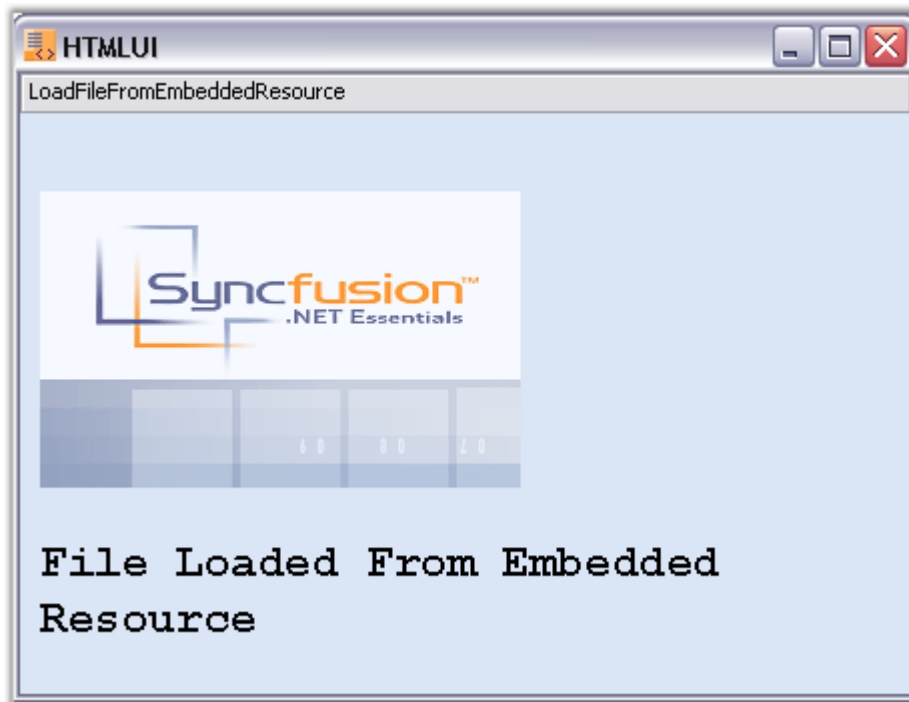 HTMLUI
LoadFileFromEmbeddedResource
Syncfusion™
.NET Essentials
File Loaded From Embedded
Resource